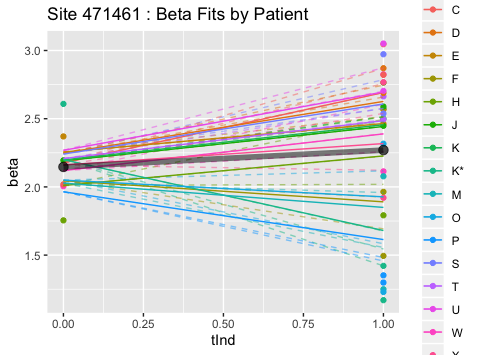 Site 471461 : Beta Fits by Patient
3.0
2.5
2.0
1.5
beta
0.00 0.25 0.50 0.75 1.00
tInd
C
D
E
F
H
J
K
K*
M
O
P
S
T
U
W